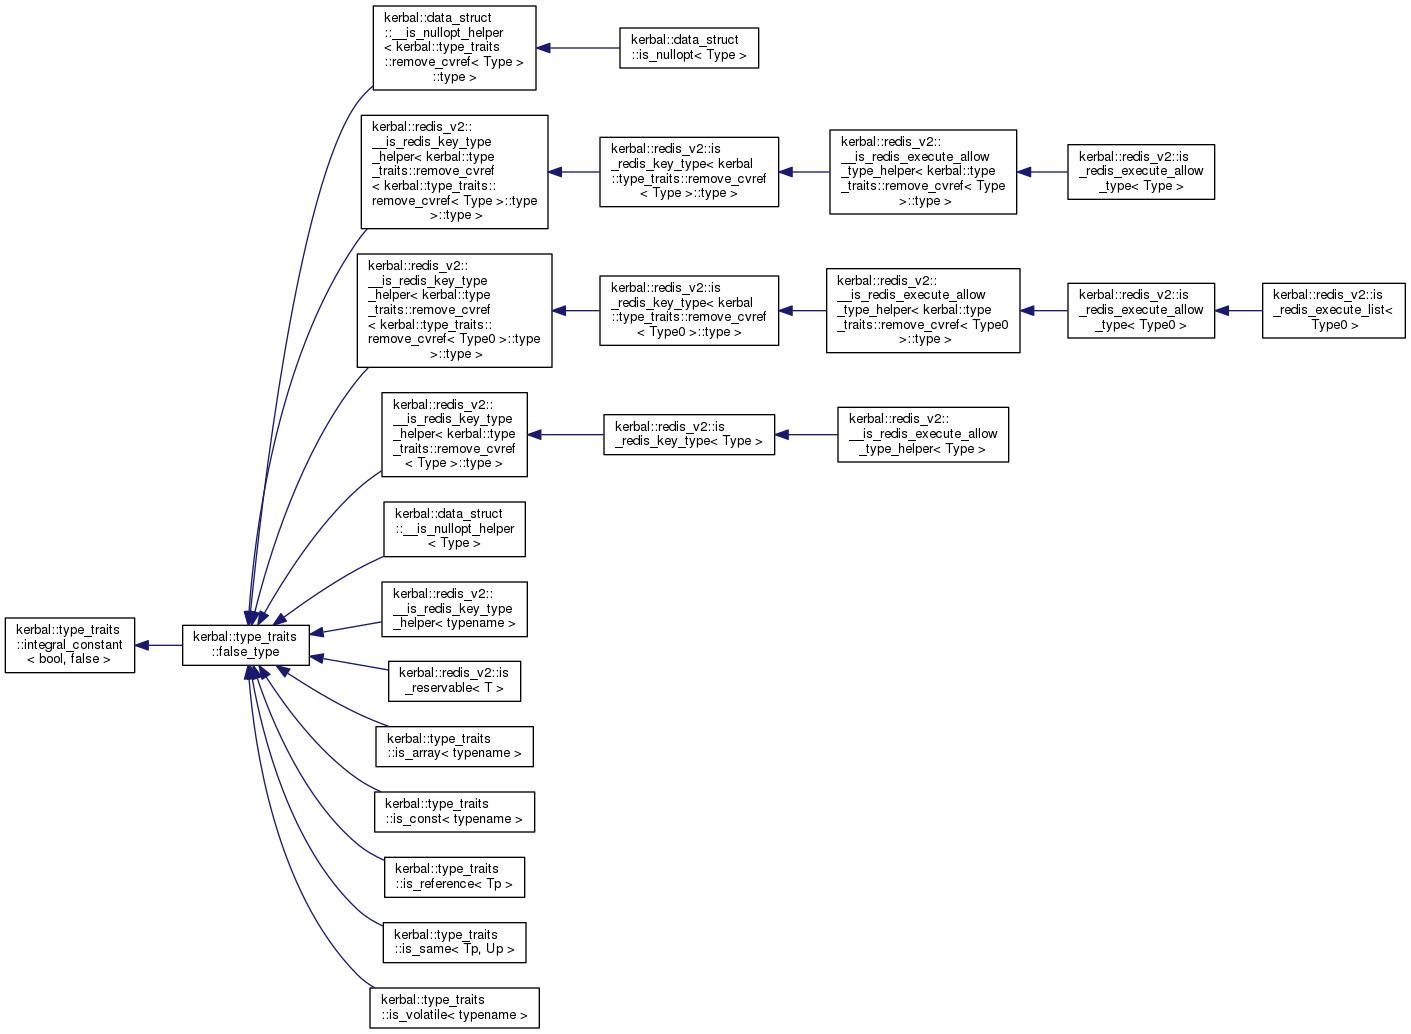 kerbal::data_struct
::__is_nullopt_helper
< kerbal::type_traits
::remove_cvref< Type >
::type >
kerbal::data_struct
::is_nullopt< Type >
kerbal::redis_v2::
__is_redis_key_type
_helper< kerbal::type
_traits::remove_cvref
< kerbal::type_traits::
remove_cvref< Type >::type
>::type >
kerbal::redis_v2::is
_redis_key_type< kerbal
::type_traits::remove_cvref
< Type >::type >
kerbal::redis_v2::
__is_redis_execute_allow
_type_helper< kerbal::type
_traits::remove_cvref< Type
>::type >
kerbal::redis_v2::is
_redis_execute_allow
_type< Type >
kerbal::redis_v2::
__is_redis_key_type
_helper< kerbal::type
_traits::remove_cvref
< kerbal::type_traits::
remove_cvref< Type0 >::type
>::type >
kerbal::redis_v2::is
_redis_key_type< kerbal
::type_traits::remove_cvref
< Type0 >::type >
kerbal::redis_v2::
__is_redis_execute_allow
_type_helper< kerbal::type
_traits::remove_cvref< Type0
>::type >
kerbal::redis_v2::is
_redis_execute_allow
_type< Type0 >
kerbal::redis_v2::is
_redis_execute_list<
Type0 >
kerbal::redis_v2::
__is_redis_key_type
_helper< kerbal::type
_traits::remove_cvref
< Type >::type >
kerbal::redis_v2::is
_redis_key_type< Type >
kerbal::redis_v2::
__is_redis_execute_allow
_type_helper< Type >
kerbal::data_struct
::__is_nullopt_helper
< Type >
kerbal::redis_v2::
__is_redis_key_type
_helper< typename >
kerbal::type_traits
::integral_constant
< bool, false >
kerbal::type_traits
::false_type
kerbal::redis_v2::is
_reservable< T >
kerbal::type_traits
::is_array< typename >
kerbal::type_traits
::is_const< typename >
kerbal::type_traits
::is_reference< Tp >
kerbal::type_traits
::is_same< Tp, Up >
kerbal::type_traits
::is_volatile< typename >